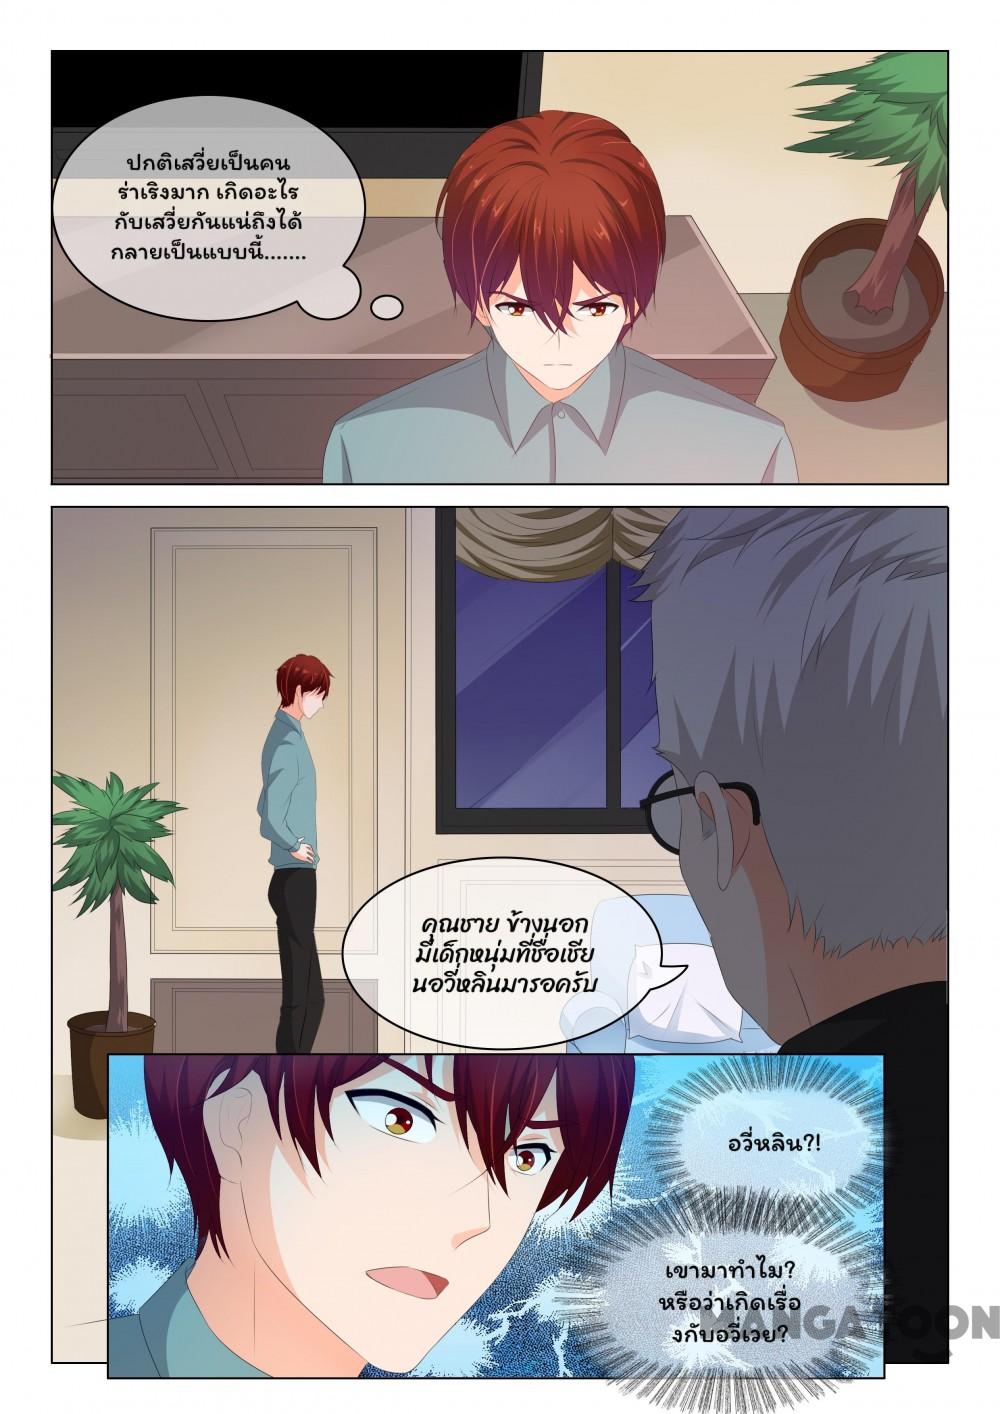 ปกติเสวี่ยเป็นคน
ร่าเริงมาก เกิดอะไร
กับเสวี่ยกันแน่ถึงได้
กลายเป็นแบบนี้.......
คุณชาย ข้างนอก
มีเด็กหนุ่มที่ชื่อเซีย
นอวี่หลินมารอครับ
อวี่หลิน?!
เขามาทำไม?
หรือว่าเกิดเรื่อ
งกับอวี่เวย?
MANGATOON